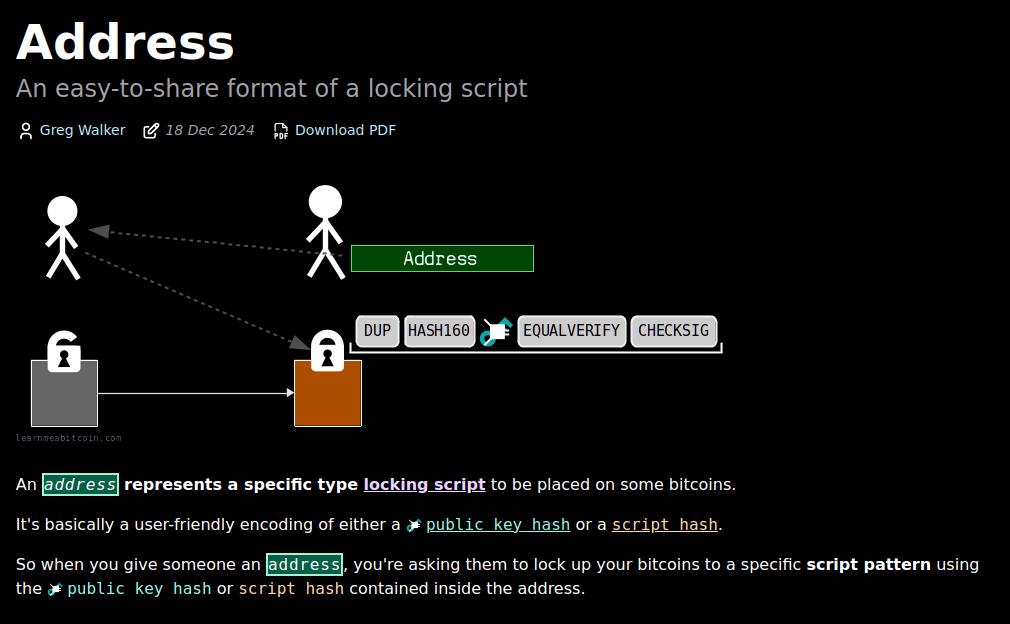 Address
An easy-to-share format of a locking script
Greg Walker 18 Dec 2024 Download PDF
Address
DUP HASH160 EQUALVERIFY CHECKSIG
learnmeabitcoin.com
An address represents a specific type locking script to be placed on some bitcoins.
It's basically a user-friendly encoding of either a public key hash or a script hash.
So when you give someone an address, you're asking them to lock up your bitcoins to a specific script pattern using
the public key hash or script hash contained inside the address.